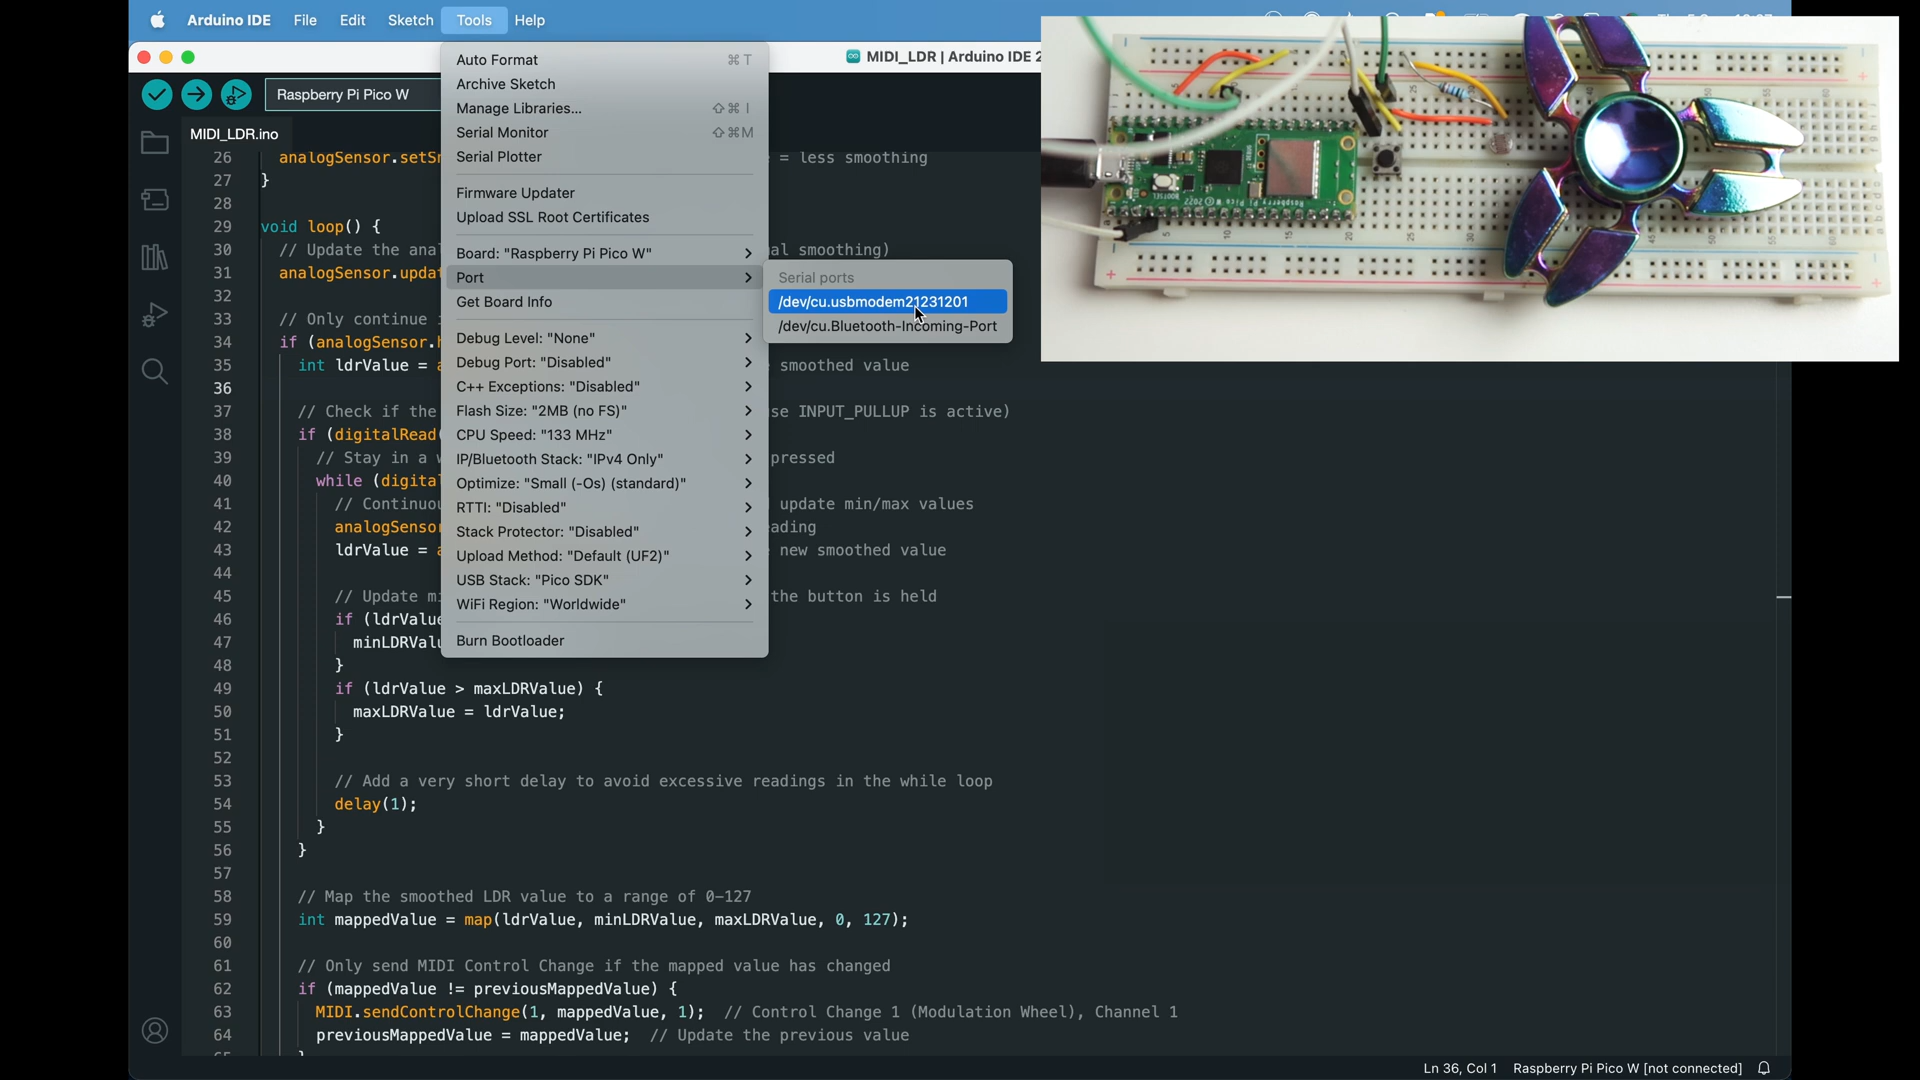 Arduino IDE File Edit Sketch Tools Help
MIDI_LDR | Arduino IDE 2
Raspberry Pi Pico W
MIDI_LDR.ino
Auto Format ⌘ T
Archive Sketch
Manage Libraries... ⇧ ⌘ I
Serial Monitor ⇧ ⌘ M
Serial Plotter
Firmware Updater
Upload SSL Root Certificates
Board: "Raspberry Pi Pico W"
Port
Get Board Info
Debug Level: "None"
Debug Port: "Disabled"
C++ Exceptions: "Disabled"
Flash Size: "2MB (no FS)"
CPU Speed: "133 MHz"
IP/Bluetooth Stack: "IPv4 Only"
Optimize: "Small (-Os) (standard)"
RTTI: "Disabled"
Stack Protector: "Disabled"
Upload Method: "Default (UF2)"
USB Stack: "Pico SDK"
WiFi Region: "Worldwide"
Burn Bootloader
Serial ports
/dev/cu.usbmodem21231201
/dev/cu.Bluetooth-Incoming-Port
26 analogSensor.setSn = less smoothing
27 }
28
29 void loop() {
30 // Update the anal al smoothing)
31 analogSensor.updat
32
33 // Only continue
34 if (analogSensor.h
35 int ldrValue = smoothed value
36
37 // Check if the se INPUT_PULLUP is active)
38 if (digitalRead(
39 // Stay in a w pressed
40 while (digital
41 // Continuou update min/max values
42 analogSensor ading
43 ldrValue = new smoothed value
44
45 // Update mi the button is held
46 if (ldrValue
47 minLDRValu
48 }
49 if (ldrValue > maxLDRValue) {
50 maxLDRValue = ldrValue;
51 }
52
53 // Add a very short delay to avoid excessive readings in the while loop
54 delay(1);
55 }
56 }
57
58 // Map the smoothed LDR value to a range of 0-127
59 int mappedValue = map(ldrValue, minLDRValue, maxLDRValue, 0, 127);
60
61 // Only send MIDI Control Change if the mapped value has changed
62 if (mappedValue != previousMappedValue) {
63 MIDI.sendControlChange(1, mappedValue, 1); // Control Change 1 (Modulation Wheel), Channel 1
64 previousMappedValue = mappedValue; // Update the previous value
Ln 36, Col 1 Raspberry Pi Pico W [not connected]
Raspberry Pi Pico W ©2022
BOOTSEL